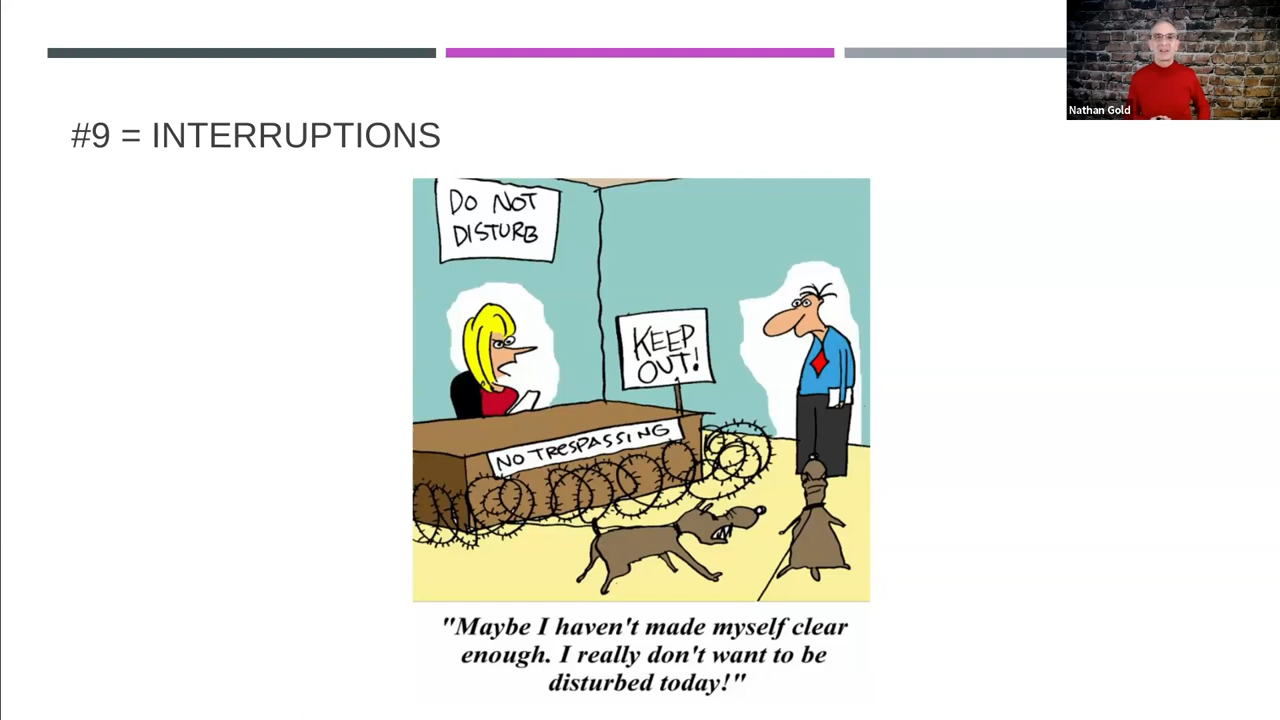 Nathan Gold
#9 = INTERRUPTIONS
DO NOT
DISTURB
KEEP
OUT!
NO TRESPASSING
"Maybe I haven't made myself clear
enough. I really don't want to be
disturbed today!"